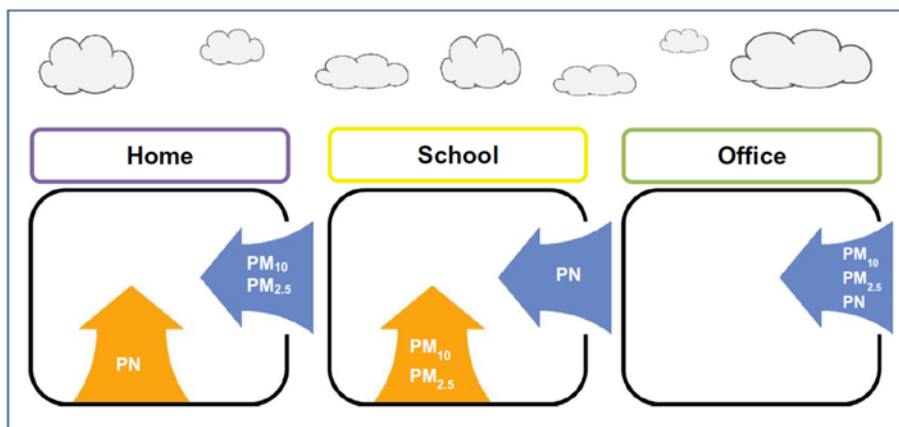 Home
School
Office
PM₁₀
PM₂.₅
PN
PN
PM₁₀
PM₂.₅
PM₁₀
PM₂.₅
PN